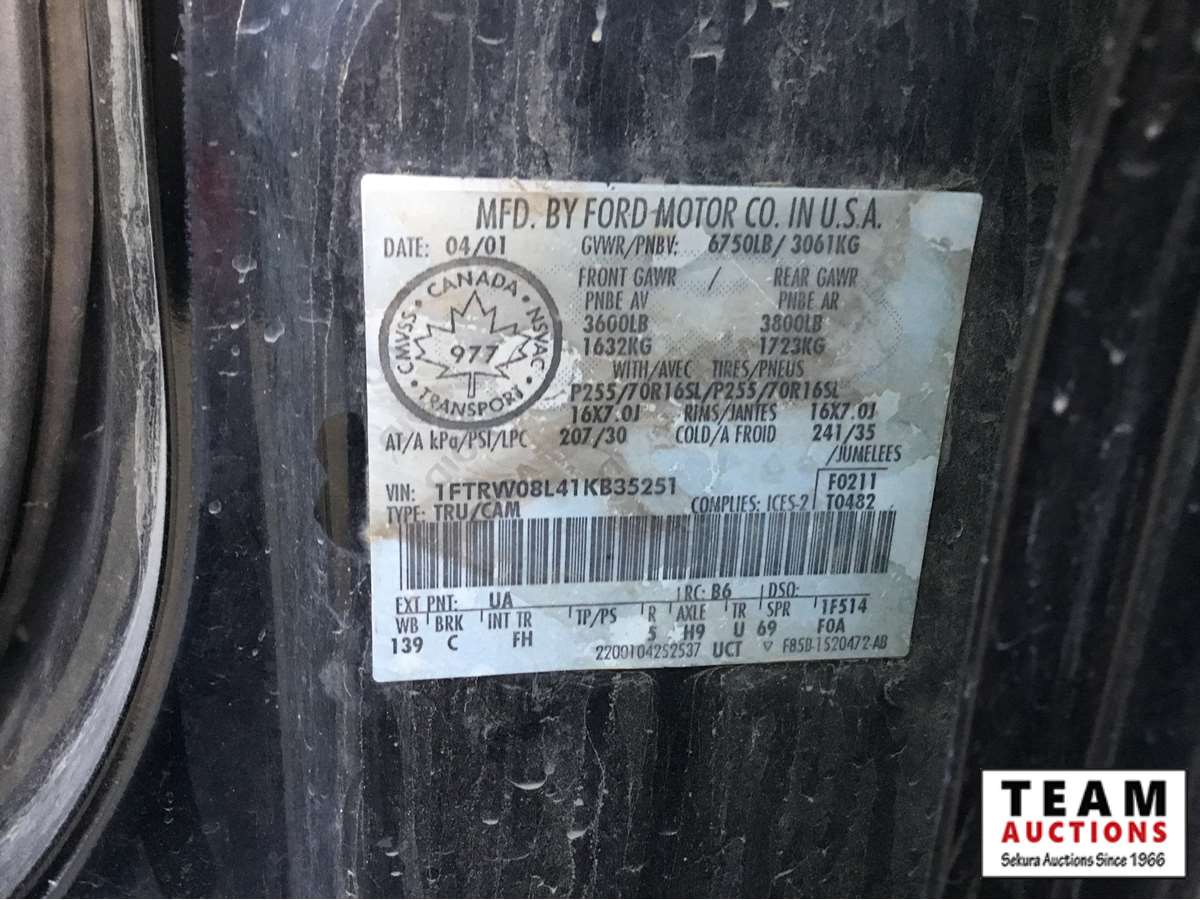 MFD. BY FORD MOTOR CO. IN U.S.A.
DATE: 04/01 GVWR/PNBV: 6750LB/ 3061KG
CANADA
CMVSS NSVAC
977
TRANSPORT
FRONT GAWR / REAR GAWR
PNBE AV PNBE AR
3600LB 3800LB
1632KG 1723KG
WITH/AVEC TIRES/PNEUS
P255/70R16SL/P255/70R16SL
16X7.0J RIMS/JANTES 16X7.0J
AT/A kPa/PSI/LPC 207/30 COLD/A FROID 241/35
/JUMELEES
VIN: 1FTRW08L41KB35251 F0211
TYPE: TRU/CAM COMPLIES: ICES-2 T0482
EXT PNT: UA RC: B6 DSO:
WB BRK INT TR TP/PS R AXLE TR SPR 1F514
139 C FH 5 H9 U 69 F0A
2200104252537 UCT F85B-1520472-AB
TEAM
AUCTIONS
Sekura Auctions Since 1966